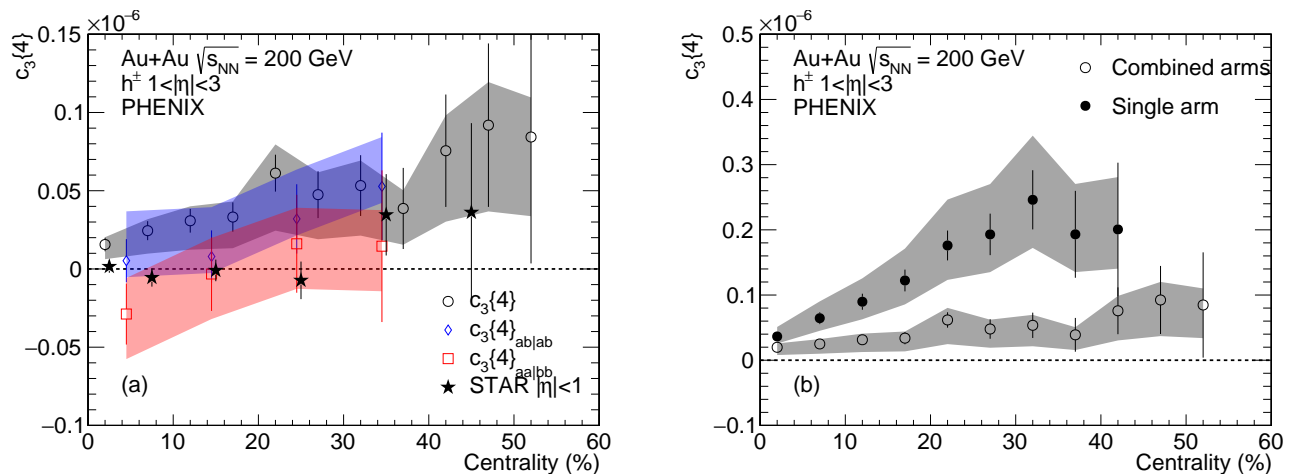 ×10⁻⁶
c₃{4}
0.15
0.1
0.05
0
−0.05
−0.1
Au+Au √sNN = 200 GeV
h± 1<|η|<3
PHENIX
c₃{4}
c₃{4}ab|ab
c₃{4}aa|bb
STAR |η|<1
(a)
0 10 20 30 40 50 60
Centrality (%)
×10⁻⁶
c₃{4}
0.5
0.4
0.3
0.2
0.1
0
−0.1
Au+Au √sNN = 200 GeV
h± 1<|η|<3
PHENIX
Combined arms
Single arm
(b)
0 10 20 30 40 50 60
Centrality (%)